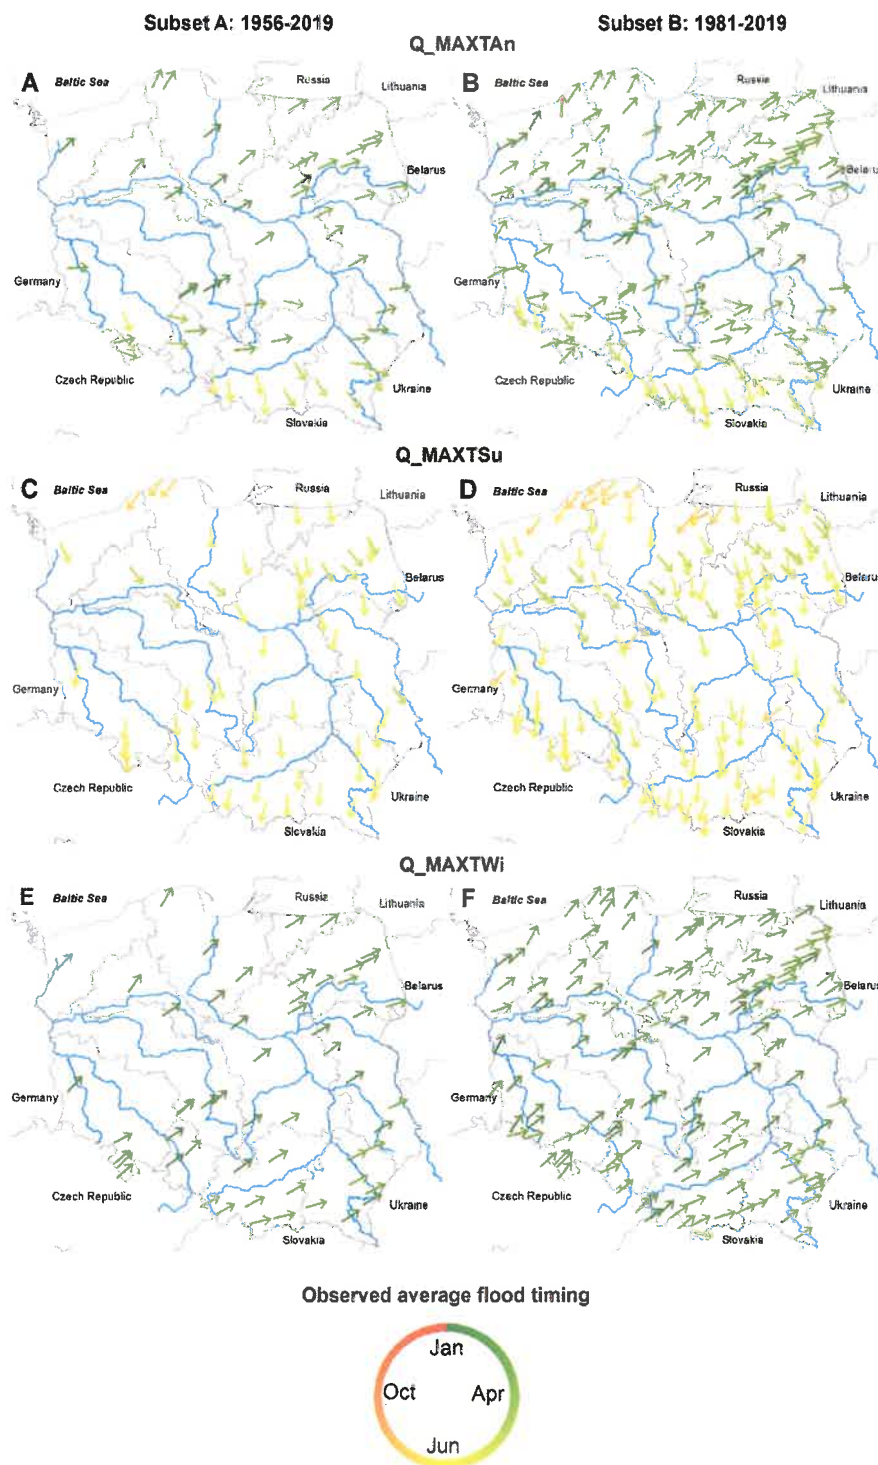 Subset A: 1956-2019
Subset B: 1981-2019
Q_MAXTAn
A
Baltic Sea
Russia
Lithuania
Belarus
Germany
Czech Republic
Ukraine
Slovakia
B
Baltic Sea
Russia
Lithuania
Belarus
Germany
Czech Republic
Ukraine
Slovakia
Q_MAXTSu
C
Baltic Sea
Russia
Lithuania
Belarus
Germany
Czech Republic
Ukraine
Slovakia
D
Baltic Sea
Russia
Lithuania
Belarus
Germany
Czech Republic
Ukraine
Slovakia
Q_MAXTWi
E
Baltic Sea
Russia
Lithuania
Belarus
Germany
Czech Republic
Ukraine
Slovakia
F
Baltic Sea
Russia
Lithuania
Belarus
Germany
Czech Republic
Ukraine
Slovakia
Observed average flood timing
Jan
Oct
Apr
Jun